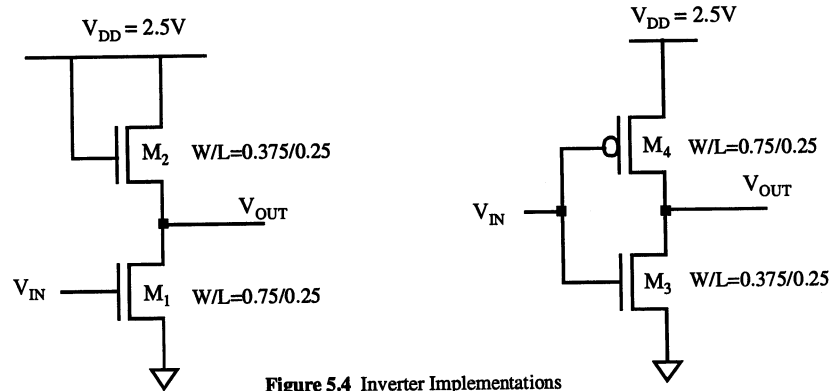 V_DD = 2.5V
M_2 W/L=0.375/0.25
V_OUT
V_IN
M_1 W/L=0.75/0.25
V_DD = 2.5V
M_4 W/L=0.75/0.25
V_OUT
V_IN
M_3 W/L=0.375/0.25
Figure 5.4 Inverter Implementations